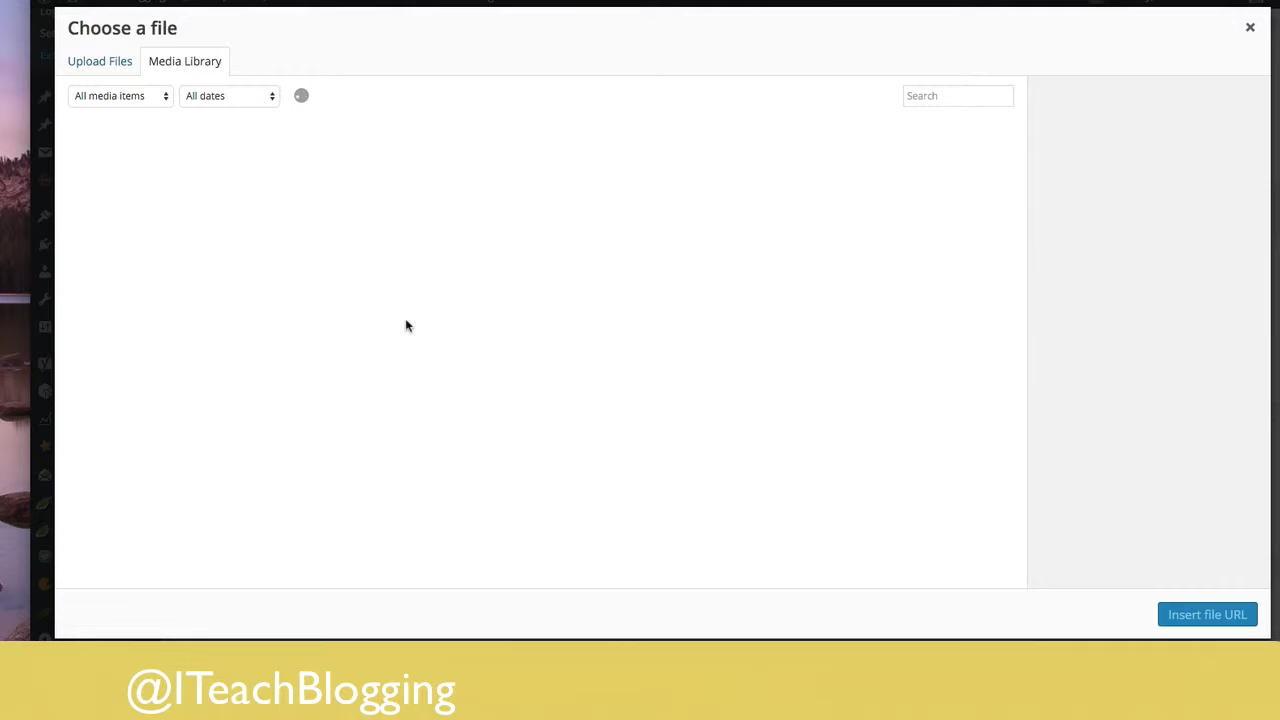 Choose a file
Upload Files
Media Library
All media items
All dates
Search
Insert file URL
@ITeachBlogging